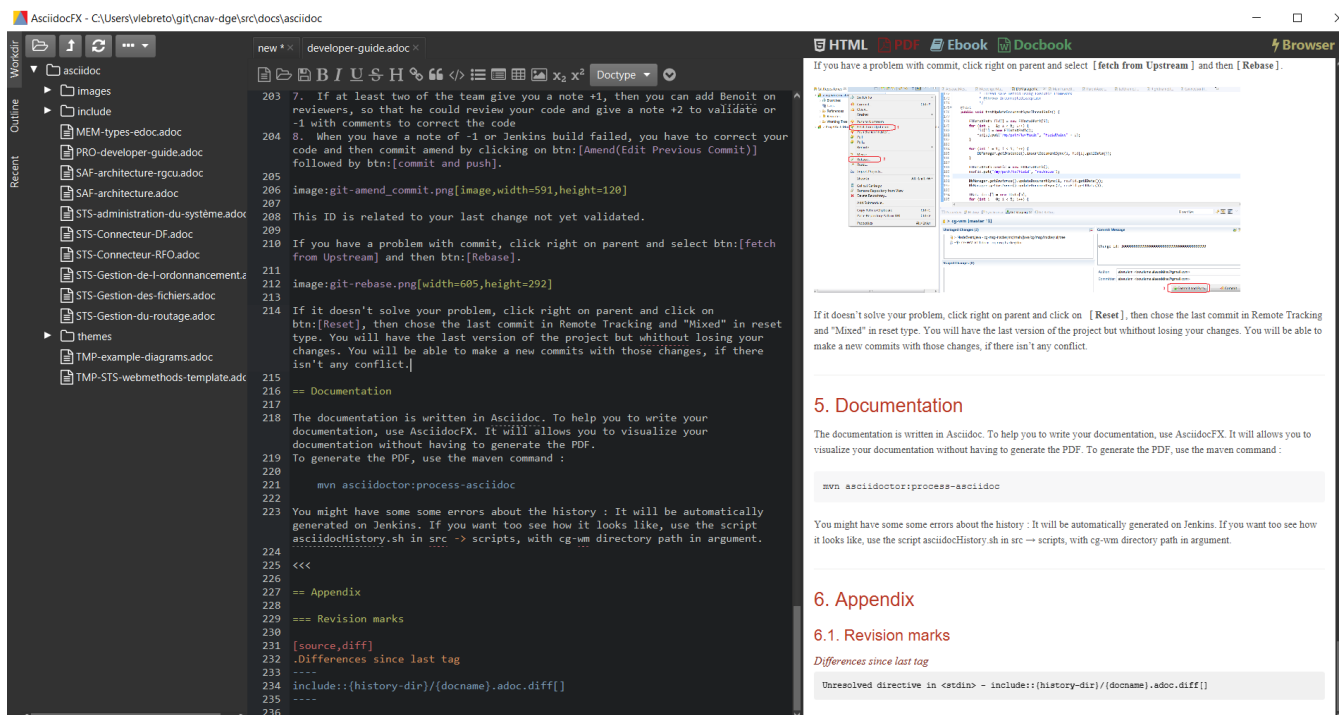 AsciidocFX - C:\Users\vlebreto\git\cnav-dge\src\docs\asciidoc
Workdir
Outline
Recent
asciidoc
images
include
MEM-types-edoc.adoc
PRO-developer-guide.adoc
SAF-architecture-rgcu.adoc
SAF-architecture.adoc
STS-administration-du-système.adoc
STS-Connecteur-DF.adoc
STS-Connecteur-RFO.adoc
STS-Gestion-de-l-ordonnancement.a
STS-Gestion-des-fichiers.adoc
STS-Gestion-du-routage.adoc
themes
TMP-example-diagrams.adoc
TMP-STS-webmethods-template.adc
new *× developer-guide.adoc ×
B I U S H x₂ x² Doctype
203 7. If at least two of the team give you a note +1, then you can add Benoit on
reviewers, so that he could review your code and give a note +2 to validate or
-1 with comments to correct the code
204 8. When you have a note of -1 or Jenkins build failed, you have to correct your
code and then commit amend by clicking on btn:[Amend(Edit Previous Commit)]
followed by btn:[commit and push].
205
206 image:git-amend_commit.png[image,width=591,height=120]
207
208 This ID is related to your last change not yet validated.
209
210 If you have a problem with commit, click right on parent and select btn:[fetch
from Upstream] and then btn:[Rebase].
211
212 image:git-rebase.png[width=605,height=292]
213
214 If it doesn't solve your problem, click right on parent and click on
btn:[Reset], then chose the last commit in Remote Tracking and "Mixed" in reset
type. You will have the last version of the project but whithout losing your
changes. You will be able to make a new commits with those changes, if there
isn't any conflict.
215
216 == Documentation
217
218 The documentation is written in Asciidoc. To help you to write your
documentation, use AsciidocFX. It will allows you to visualize your
documentation without having to generate the PDF.
219 To generate the PDF, use the maven command :
220
221 mvn asciidoctor:process-asciidoc
222
223 You might have some some errors about the history : It will be automatically
generated on Jenkins. If you want too see how it looks like, use the script
asciidocHistory.sh in src -> scripts, with cg-wm directory path in argument.
224
225 <<<
226
227 == Appendix
228
229 === Revision marks
230
231 [source,diff]
232 .Differences since last tag
233 ----
234 include::{history-dir}/{docname}.adoc.diff[]
235 ----
236
HTML PDF Ebook Docbook Browser
If you have a problem with commit, click right on parent and select [fetch from Upstream] and then [Rebase].
If it doesn't solve your problem, click right on parent and click on [Reset], then chose the last commit in Remote Tracking
and "Mixed" in reset type. You will have the last version of the project but whithout losing your changes. You will be able to
make a new commits with those changes, if there isn't any conflict.
5. Documentation
The documentation is written in Asciidoc. To help you to write your documentation, use AsciidocFX. It will allows you to
visualize your documentation without having to generate the PDF. To generate the PDF, use the maven command :
mvn asciidoctor:process-asciidoc
You might have some some errors about the history : It will be automatically generated on Jenkins. If you want too see how
it looks like, use the script asciidocHistory.sh in src → scripts, with cg-wm directory path in argument.
6. Appendix
6.1. Revision marks
Differences since last tag
Unresolved directive in <stdin> - include::{history-dir}/{docname}.adoc.diff[]